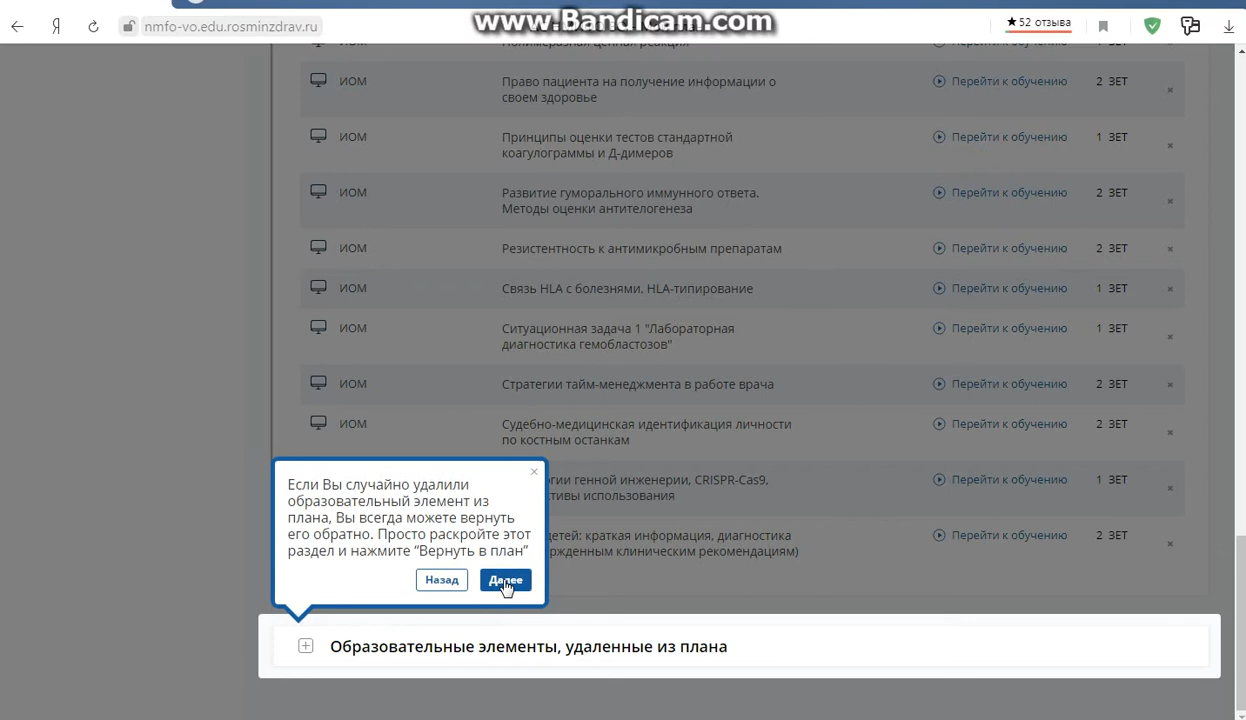 nmfo-vo.edu.rosminzdrav.ru
www.Bandicam.com
★52 отзыва
Полимеразная цепная реакция
ИОМ Право пациента на получение информации о Перейти к обучению 2 ЗЕТ ×
своем здоровье
ИОМ Принципы оценки тестов стандартной Перейти к обучению 1 ЗЕТ ×
коагулограммы и Д-димеров
ИОМ Развитие гуморального иммунного ответа. Перейти к обучению 2 ЗЕТ ×
Методы оценки антителогенеза
ИОМ Резистентность к антимикробным препаратам Перейти к обучению 2 ЗЕТ ×
ИОМ Связь HLA с болезнями. HLA-типирование Перейти к обучению 1 ЗЕТ ×
ИОМ Ситуационная задача 1 "Лабораторная Перейти к обучению 1 ЗЕТ ×
диагностика гемобластозов"
ИОМ Стратегии тайм-менеджмента в работе врача Перейти к обучению 2 ЗЕТ ×
ИОМ Судебно-медицинская идентификация личности Перейти к обучению 2 ЗЕТ ×
по костным останкам
генной инженерии, CRISPR-Cas9, Перейти к обучению 1 ЗЕТ ×
использования
детей: краткая информация, диагностика Перейти к обучению 2 ЗЕТ ×
клиническим рекомендациям)
Если Вы случайно удалили
образовательный элемент из
плана, Вы всегда можете вернуть
его обратно. Просто раскройте этот
раздел и нажмите “Вернуть в план”
Назад Далее
Образовательные элементы, удаленные из плана